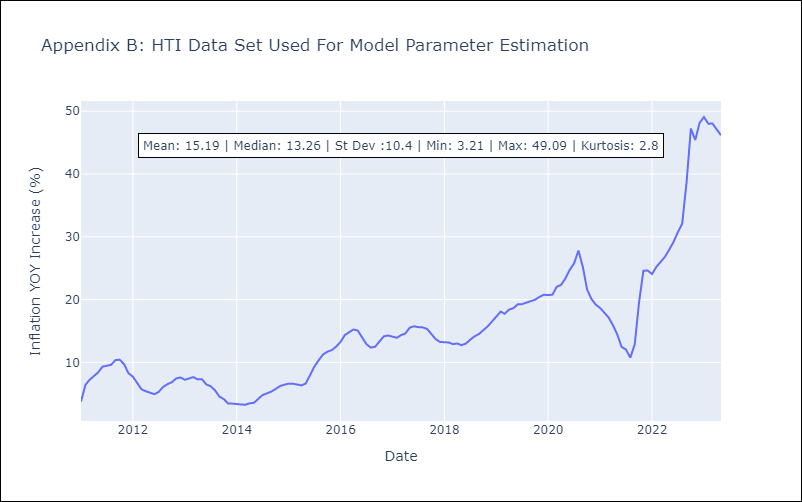 Appendix B: HTI Data Set Used For Model Parameter Estimation
50
Mean: 15.19 | Median: 13.26 | St Dev :10.4 | Min: 3.21 | Max: 49.09 | Kurtosis: 2.8
40
30
20
10
Inflation YOY Increase (%)
2012 2014 2016 2018 2020 2022
Date